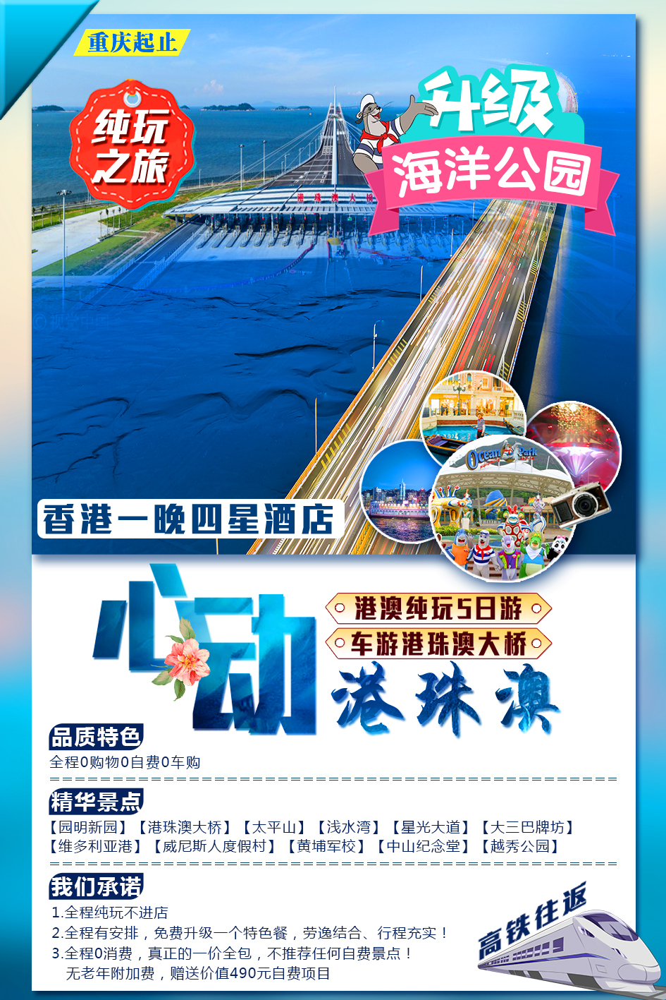 重庆起止
纯玩
之旅
升级
海洋公园
港珠澳大桥
视觉中国
Ocean Park
香港一晚四星酒店
心动
港澳纯玩5日游
车游港珠澳大桥
港珠澳
品质特色
全程0购物0自费0车购
精华景点
【园明新园】【港珠澳大桥】【太平山】【浅水湾】【星光大道】【大三巴牌坊】
【维多利亚港】【威尼斯人度假村】【黄埔军校】【中山纪念堂】【越秀公园】
我们承诺
1.全程纯玩不进店
2.全程有安排，免费升级一个特色餐，劳逸结合、行程充实！
3.全程0消费，真正的一价全包，不推荐任何自费景点！
无老年附加费，赠送价值490元自费项目
高铁往返